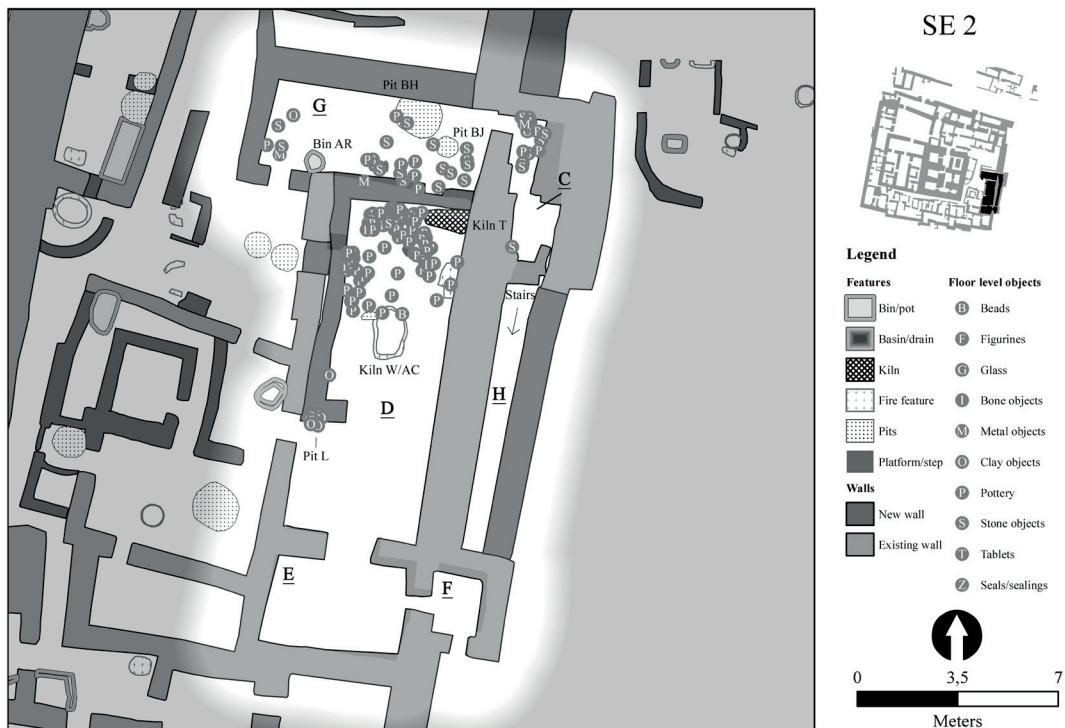 SE 2
Pit BH
G
Pit BJ
Bin AR
C
Kiln T
Stairs
Kiln W/AC
D
H
Pit L
E
F
Legend
Features
Floor level objects
Bin/pot
B Beads
Basin/drain
F Figurines
Kiln
G Glass
Fire feature
I Bone objects
Pits
M Metal objects
Platform/step
O Clay objects
Walls
P Pottery
New wall
S Stone objects
Existing wall
T Tablets
Z Seals/sealings
0 3,5 7
Meters